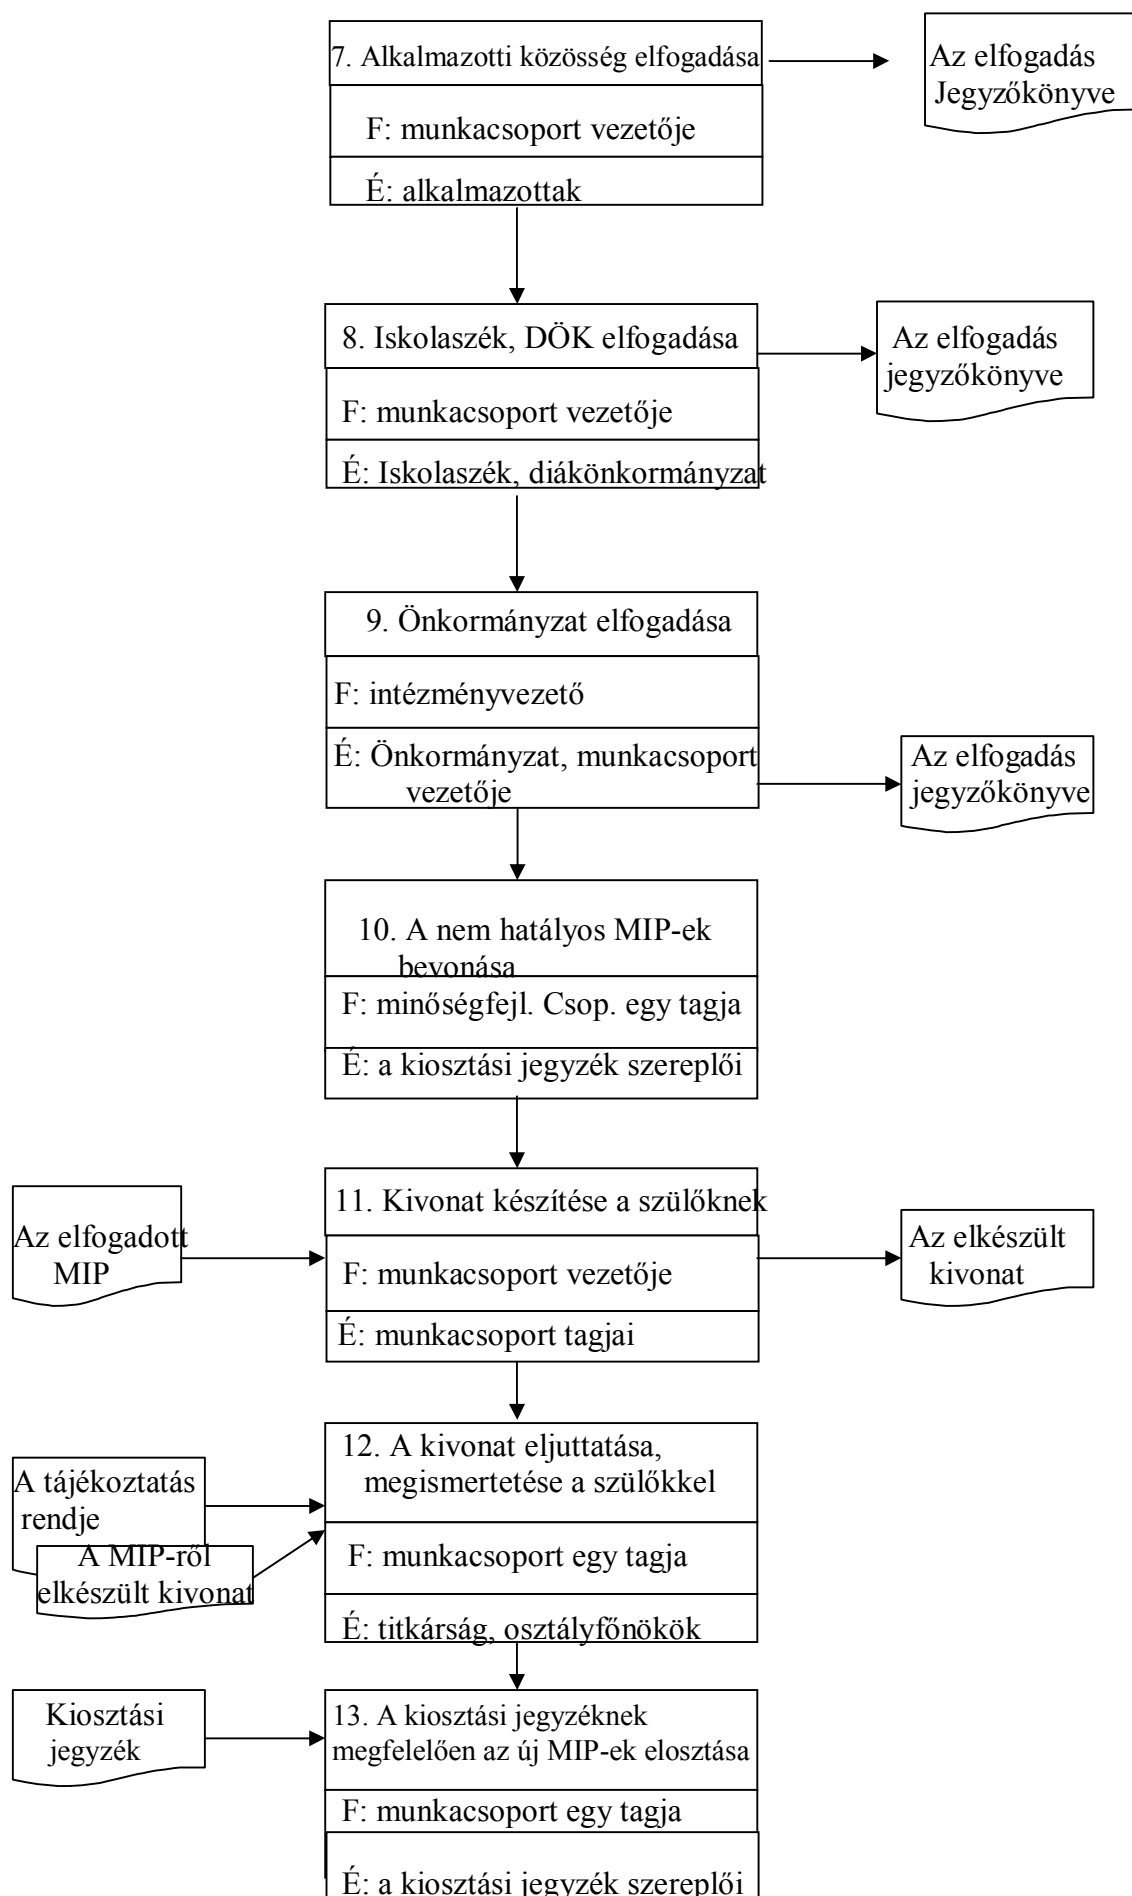 7. Alkalmazotti közösség elfogadása
Az elfogadás
Jegyzőkönyve
F: munkacsoport vezetője
É: alkalmazottak
8. Iskolaszék, DÖK elfogadása
Az elfogadás
jegyzőkönyve
F: munkacsoport vezetője
É: Iskolaszék, diákönkormányzat
9. Önkormányzat elfogadása
F: intézményvezető
É: Önkormányzat, munkacsoport
vezetője
Az elfogadás
jegyzőkönyve
10. A nem hatályos MIP-ek
bevonása
F: minőségfejl. Csop. egy tagja
É: a kiosztási jegyzék szereplői
11. Kivonat készítése a szülőknek
Az elfogadott
MIP
F: munkacsoport vezetője
É: munkacsoport tagjai
Az elkészült
kivonat
12. A kivonat eljuttatása,
megismertetése a szülőkkel
A tájékoztatás
rendje
A MIP-ről
elkészült kivonat
F: munkacsoport egy tagja
É: titkárság, osztályfőnökök
Kiosztási
jegyzék
13. A kiosztási jegyzéknek
megfelelően az új MIP-ek elosztása
F: munkacsoport egy tagja
É: a kiosztási jegyzék szereplői